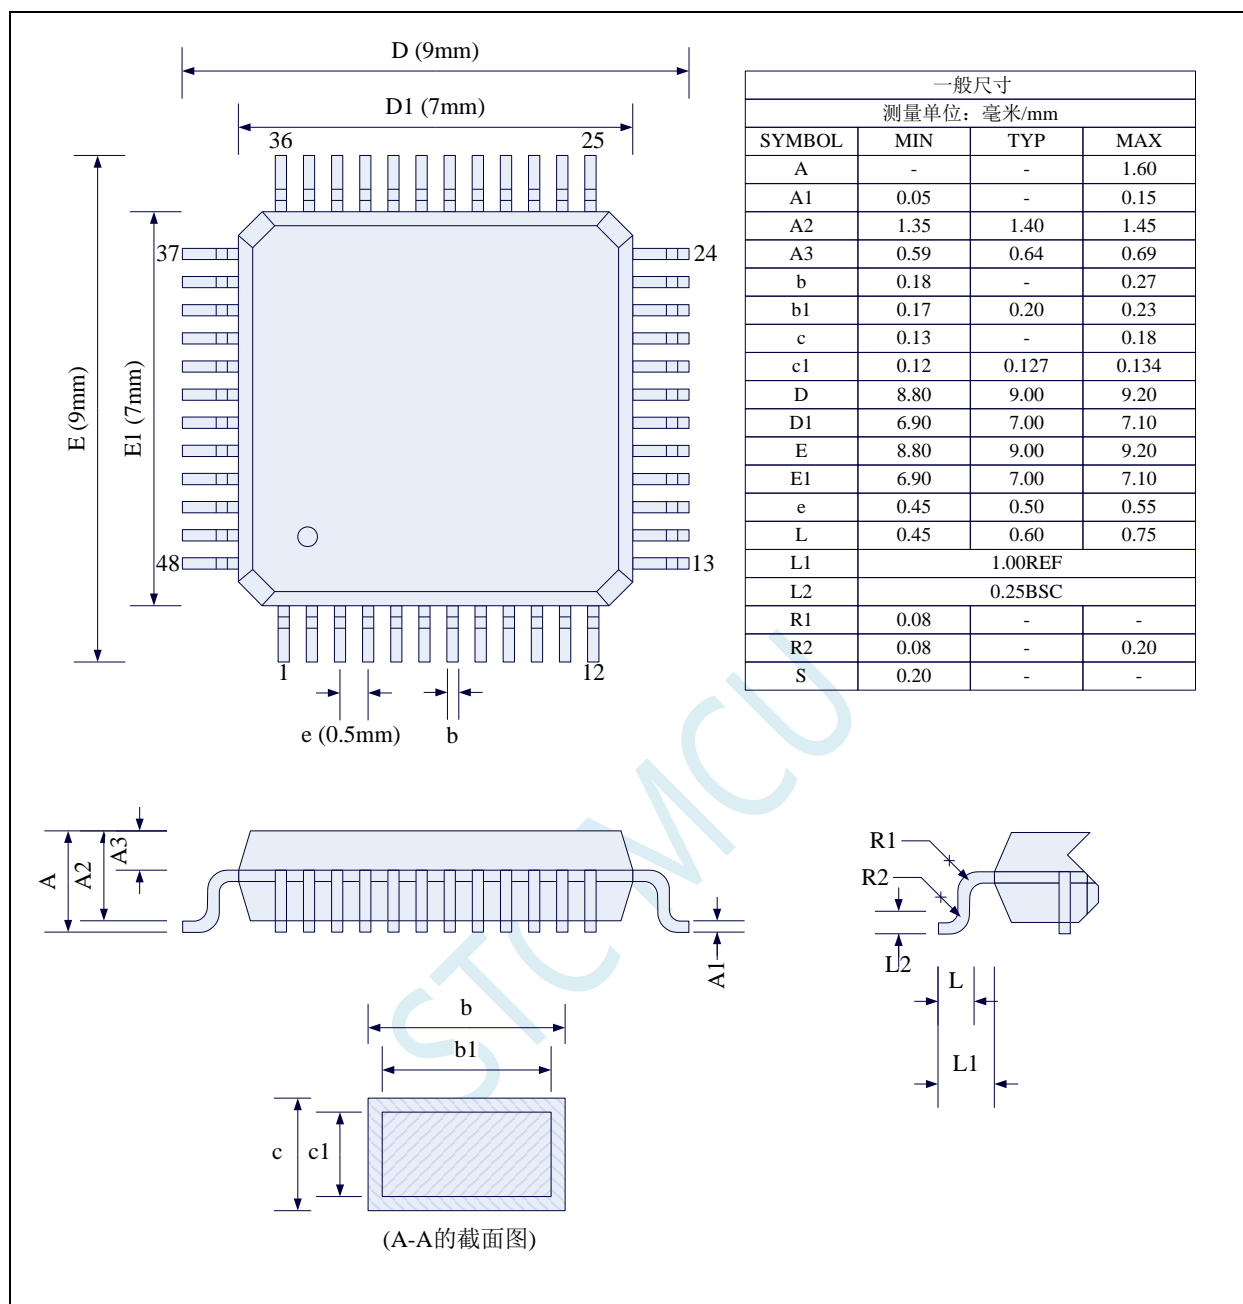 D (9mm)
D1 (7mm)
36
25
37
24
E (9mm)
E1 (7mm)
48
13
1
12
e (0.5mm)
b
一般尺寸
测量单位：毫米/mm
SYMBOL MIN TYP MAX
A - - 1.60
A1 0.05 - 0.15
A2 1.35 1.40 1.45
A3 0.59 0.64 0.69
b 0.18 - 0.27
b1 0.17 0.20 0.23
c 0.13 - 0.18
c1 0.12 0.127 0.134
D 8.80 9.00 9.20
D1 6.90 7.00 7.10
E 8.80 9.00 9.20
E1 6.90 7.00 7.10
e 0.45 0.50 0.55
L 0.45 0.60 0.75
L1 1.00REF
L2 0.25BSC
R1 0.08 - -
R2 0.08 - 0.20
S 0.20 - -
A
A2
A3
A1
R1
R2
L2
L
L1
b
b1
c
c1
(A-A的截面图)
STC MCU